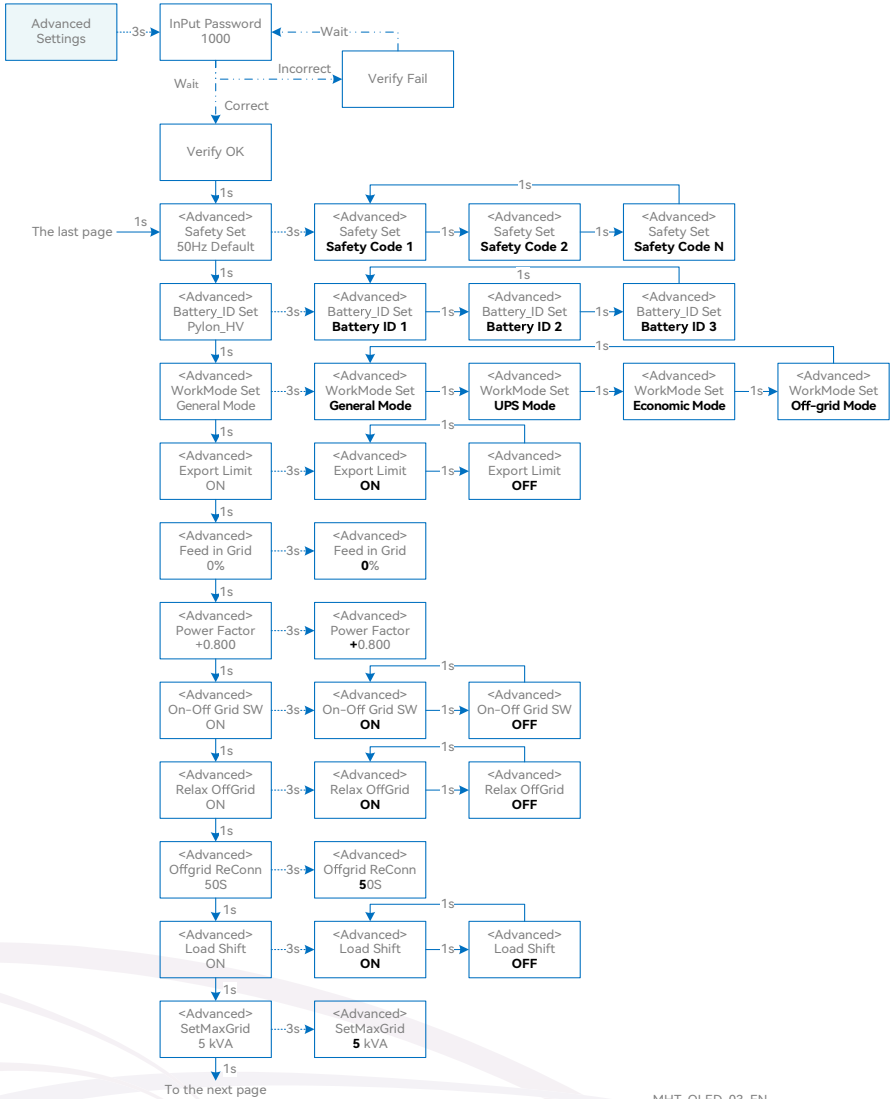 Advanced
Settings
3s
InPut Password
1000
Wait
Verify Fail
Incorrect
Wait
Correct
Verify OK
1s
The last page
1s
<Advanced>
Safety Set
50Hz Default
3s
<Advanced>
Safety Set
Safety Code 1
1s
<Advanced>
Safety Set
Safety Code 2
1s
<Advanced>
Safety Set
Safety Code N
1s
1s
<Advanced>
Battery_ID Set
Pylon_HV
3s
<Advanced>
Battery_ID Set
Battery ID 1
1s
<Advanced>
Battery_ID Set
Battery ID 2
1s
<Advanced>
Battery_ID Set
Battery ID 3
1s
1s
<Advanced>
WorkMode Set
General Mode
3s
<Advanced>
WorkMode Set
General Mode
1s
<Advanced>
WorkMode Set
UPS Mode
1s
<Advanced>
WorkMode Set
Economic Mode
1s
<Advanced>
WorkMode Set
Off-grid Mode
1s
1s
<Advanced>
Export Limit
ON
3s
<Advanced>
Export Limit
ON
1s
<Advanced>
Export Limit
OFF
1s
1s
<Advanced>
Feed in Grid
0%
3s
<Advanced>
Feed in Grid
0%
1s
<Advanced>
Power Factor
+0.800
3s
<Advanced>
Power Factor
+0.800
1s
<Advanced>
On-Off Grid SW
ON
3s
<Advanced>
On-Off Grid SW
ON
1s
<Advanced>
On-Off Grid SW
OFF
1s
1s
<Advanced>
Relax OffGrid
ON
3s
<Advanced>
Relax OffGrid
ON
1s
<Advanced>
Relax OffGrid
OFF
1s
1s
<Advanced>
Offgrid ReConn
50S
3s
<Advanced>
Offgrid ReConn
50S
1s
<Advanced>
Load Shift
ON
3s
<Advanced>
Load Shift
ON
1s
<Advanced>
Load Shift
OFF
1s
1s
<Advanced>
SetMaxGrid
5 kVA
3s
<Advanced>
SetMaxGrid
5 kVA
1s
To the next page
MHT_OLED_03_EN